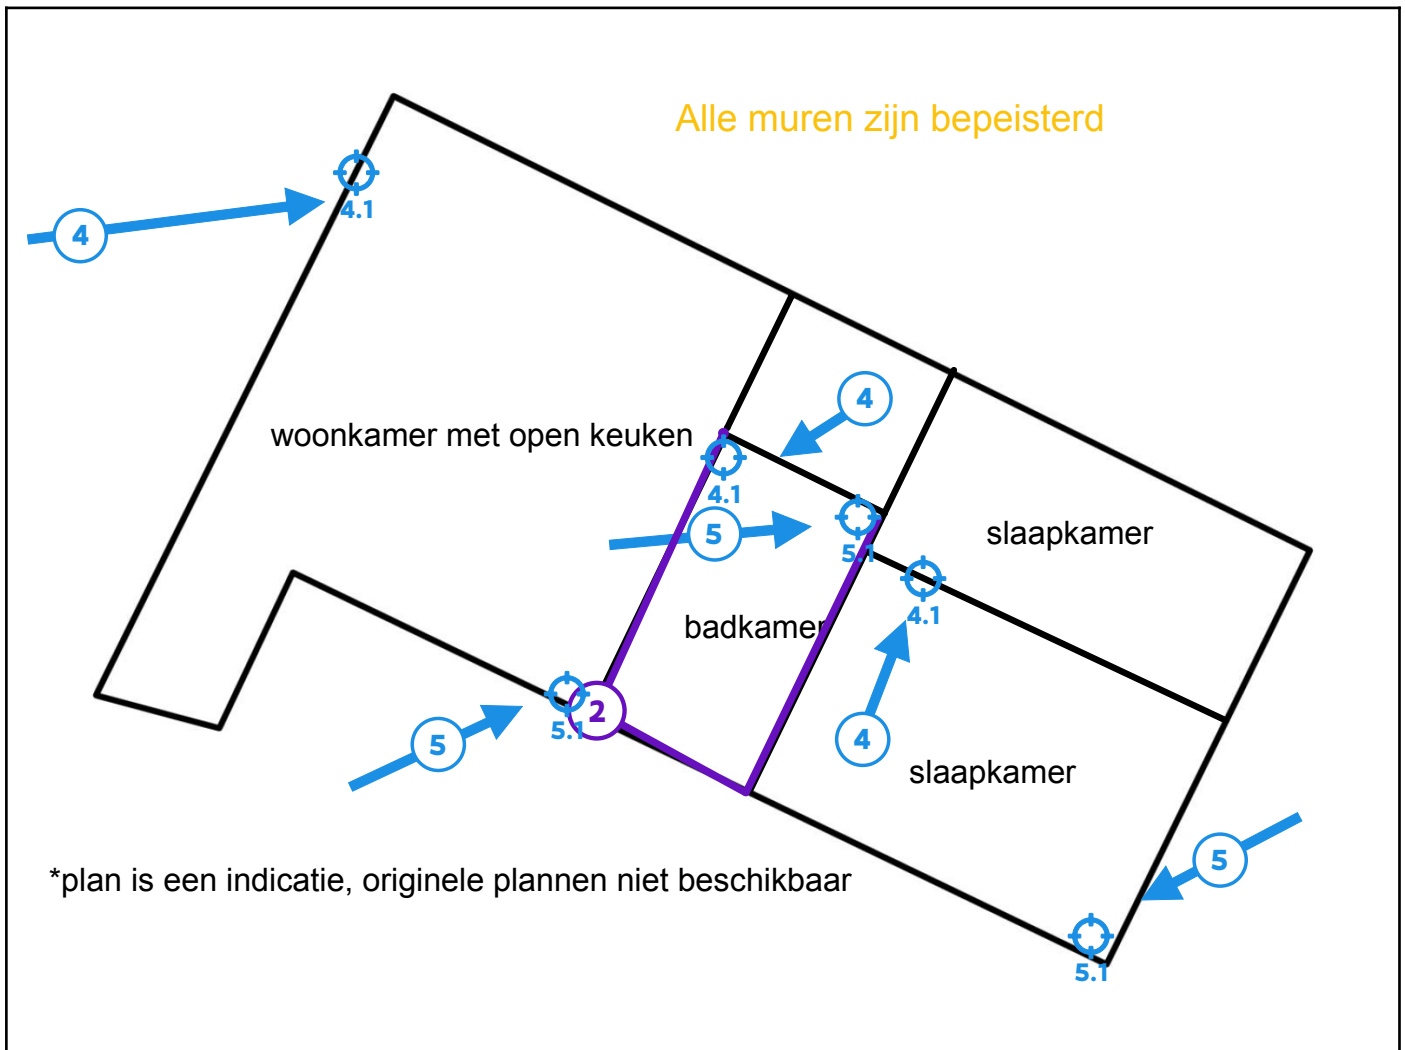 Alle muren zijn bepeisterd
4.1
4
4
woonkamer met open keuken
4.1
5
5.1
slaapkamer
4.1
badkamer
2
5.1
5
4
slaapkamer
5
*plan is een indicatie, originele plannen niet beschikbaar
5.1